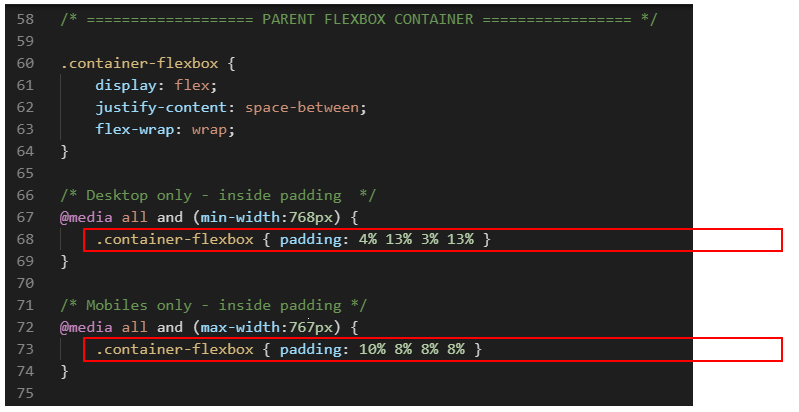 58 /* =================== PARENT FLEXBOX CONTAINER ================= */
59
60 .container-flexbox {
61     display: flex;
62     justify-content: space-between;
63     flex-wrap: wrap;
64 }
65
66 /* Desktop only - inside padding  */
67 @media all and (min-width:768px) {
68     .container-flexbox { padding: 4% 13% 3% 13% }
69 }
70
71 /* Mobiles only - inside padding */
72 @media all and (max-width:767px) {
73     .container-flexbox { padding: 10% 8% 8% 8% }
74 }
75